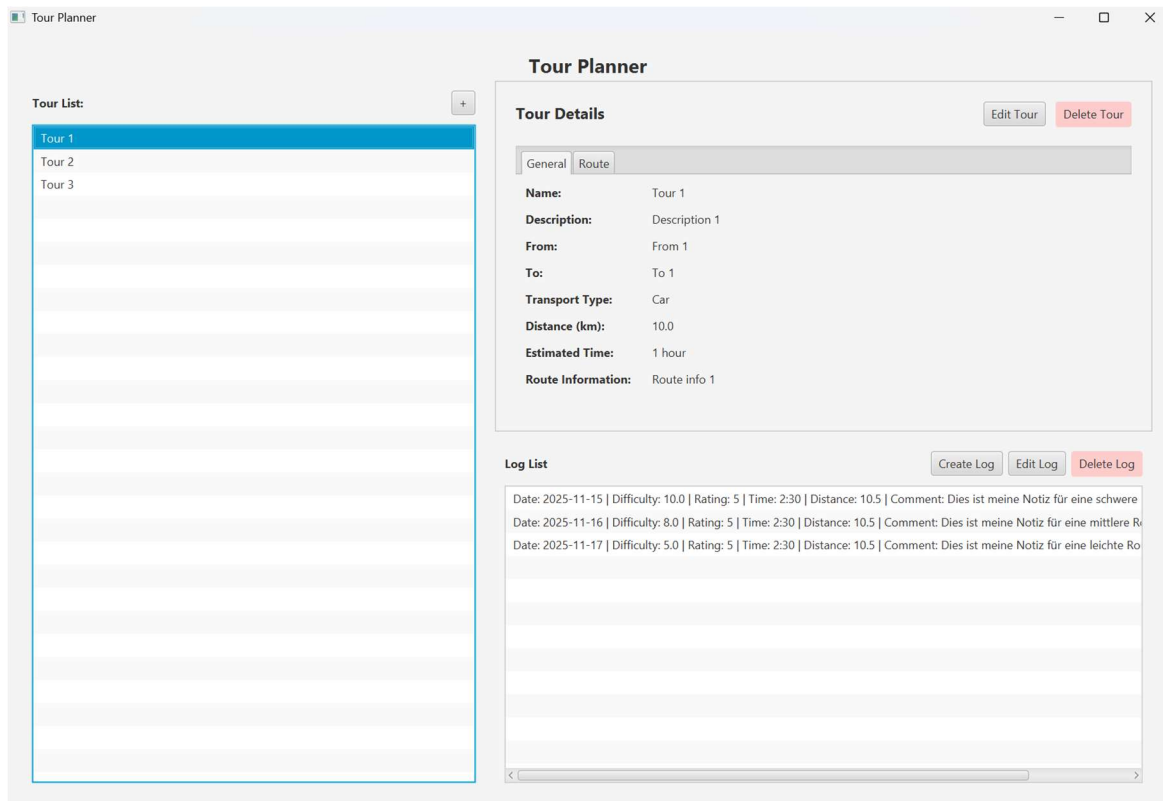 Tour Planner
Tour Planner
Tour List:
+
Tour 1
Tour 2
Tour 3
Tour Details
Edit Tour
Delete Tour
General
Route
Name: Tour 1
Description: Description 1
From: From 1
To: To 1
Transport Type: Car
Distance (km): 10.0
Estimated Time: 1 hour
Route Information: Route info 1
Log List
Create Log
Edit Log
Delete Log
Date: 2025-11-15 | Difficulty: 10.0 | Rating: 5 | Time: 2:30 | Distance: 10.5 | Comment: Dies ist meine Notiz für eine schwere
Date: 2025-11-16 | Difficulty: 8.0 | Rating: 5 | Time: 2:30 | Distance: 10.5 | Comment: Dies ist meine Notiz für eine mittlere
Date: 2025-11-17 | Difficulty: 5.0 | Rating: 5 | Time: 2:30 | Distance: 10.5 | Comment: Dies ist meine Notiz für eine leichte Ro